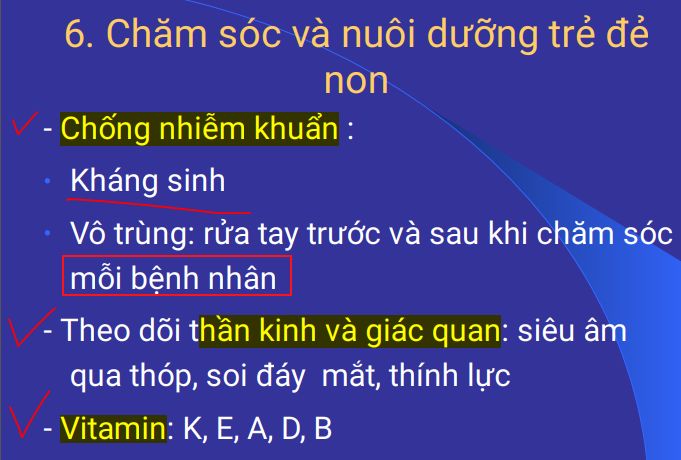 6. Chăm sóc và nuôi dưỡng trẻ đẻ
non
- Chống nhiễm khuẩn :
• Kháng sinh
• Vô trùng: rửa tay trước và sau khi chăm sóc
mỗi bệnh nhân
- Theo dõi thần kinh và giác quan: siêu âm
qua thóp, soi đáy mắt, thính lực
- Vitamin: K, E, A, D, B